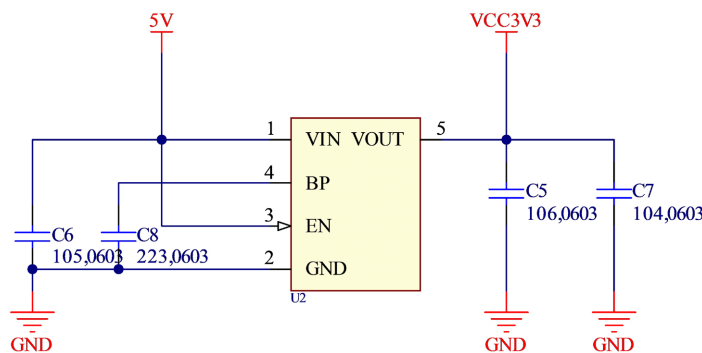 5V
VCC3V3
1 VIN VOUT 5
4 BP
3 EN
2 GND
U2
C6
105,0603
C8
223,0603
C5
106,0603
C7
104,0603
GND
GND
GND